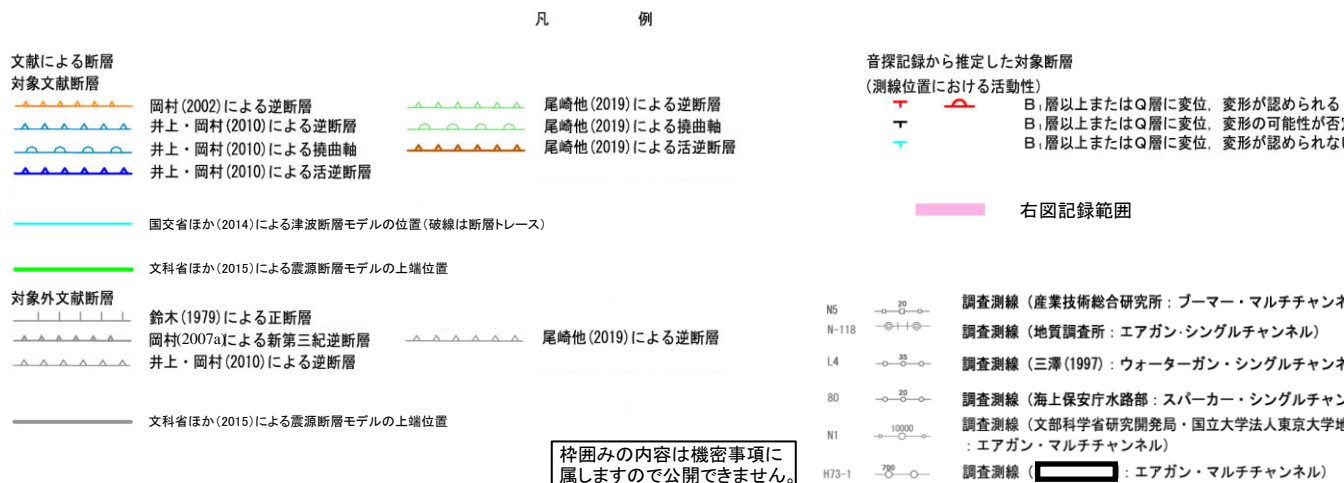 凡 例
文献による断層
対象文献断層
岡村(2002)による逆断層
井上・岡村(2010)による逆断層
井上・岡村(2010)による撓曲軸
井上・岡村(2010)による活逆断層
尾崎他(2019)による逆断層
尾崎他(2019)による撓曲軸
尾崎他(2019)による活逆断層
国交省ほか(2014)による津波断層モデルの位置(破線は断層トレース)
文科省ほか(2015)による震源断層モデルの上端位置
対象外文献断層
鈴木(1979)による正断層
岡村(2007a)による新第三紀逆断層
井上・岡村(2010)による逆断層
尾崎他(2019)による逆断層
文科省ほか(2015)による震源断層モデルの上端位置
枠囲みの内容は機密事項に
属しますので公開できません。
音探記録から推定した対象断層
(測線位置における活動性)
B₁層以上またはQ層に変位，変形が認められる
B₁層以上またはQ層に変位，変形の可能性が否
B₁層以上またはQ層に変位，変形が認められな
右図記録範囲
N5 20 調査測線（産業技術総合研究所：ブーマー・マルチチャンネ
N-118 調査測線（地質調査所：エアガン・シングルチャンネル）
L4 35 調査測線（三澤(1997)：ウォーターガン・シングルチャンネ
80 20 調査測線（海上保安庁水路部：スパーカー・シングルチャン
N1 10000 調査測線（文部科学省研究開発局・国立大学法人東京大学地
：エアガン・マルチチャンネル）
H73-1 700 調査測線（ ：エアガン・マルチチャンネル）